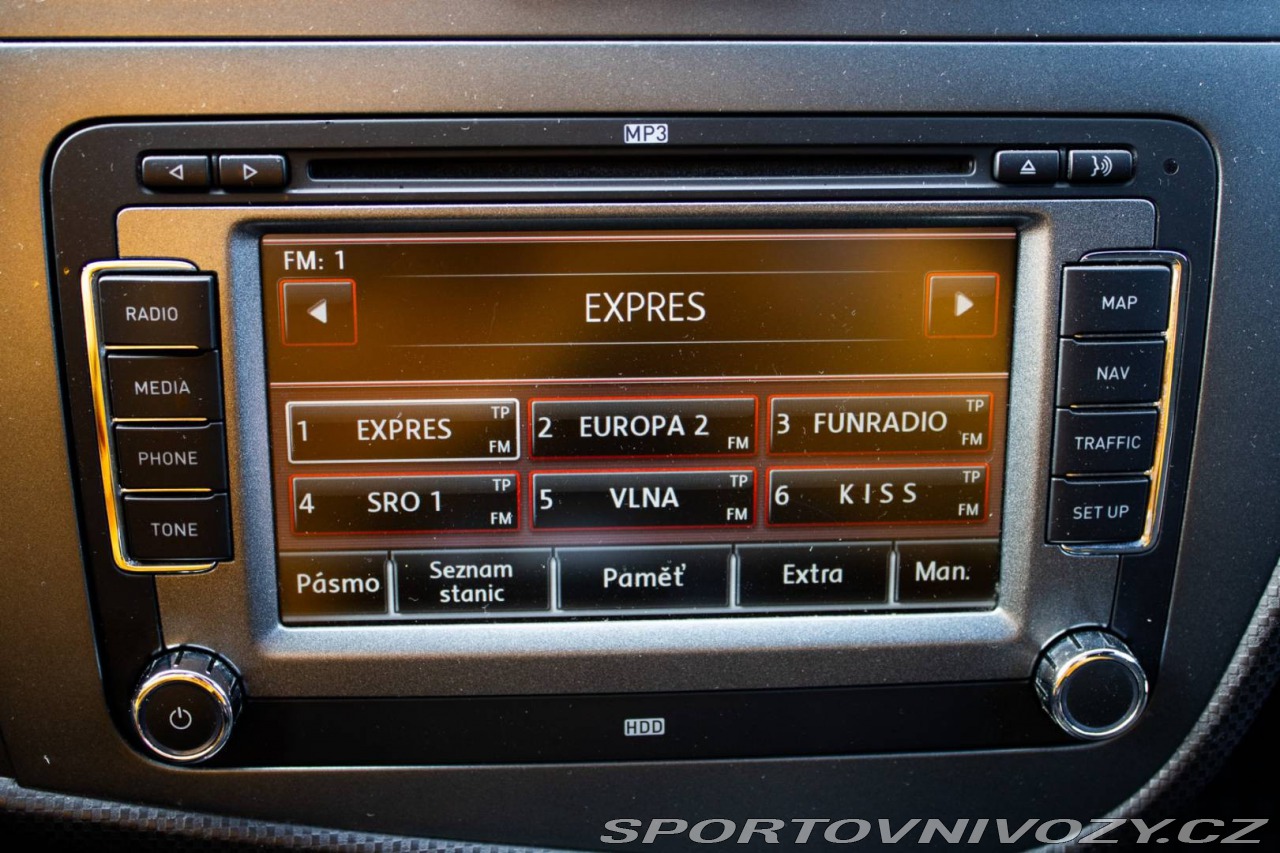 MP3
FM: 1
EXPRES
RADIO
MEDIA
PHONE
TONE
MAP
NAV
TRAFFIC
SET UP
1 EXPRES TP FM
2 EUROPA 2 FM
3 FUNRADIO TP FM
4 SRO 1 TP FM
5 VLNA TP FM
6 K I S S TP FM
Pásmo
Seznam
stanic
Paměť
Extra
Man.
HDD
SPORTOVNIVOZY.CZ